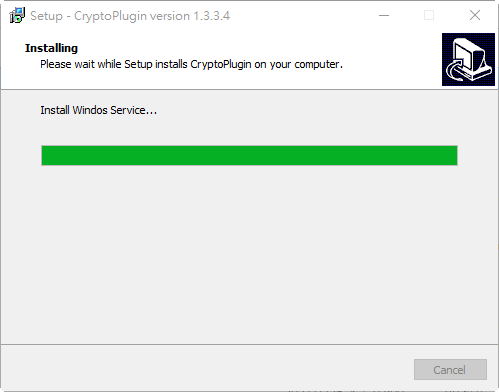 Setup - CryptoPlugin version 1.3.3.4
Installing
Please wait while Setup installs CryptoPlugin on your computer.
Install Windos Service...
Cancel